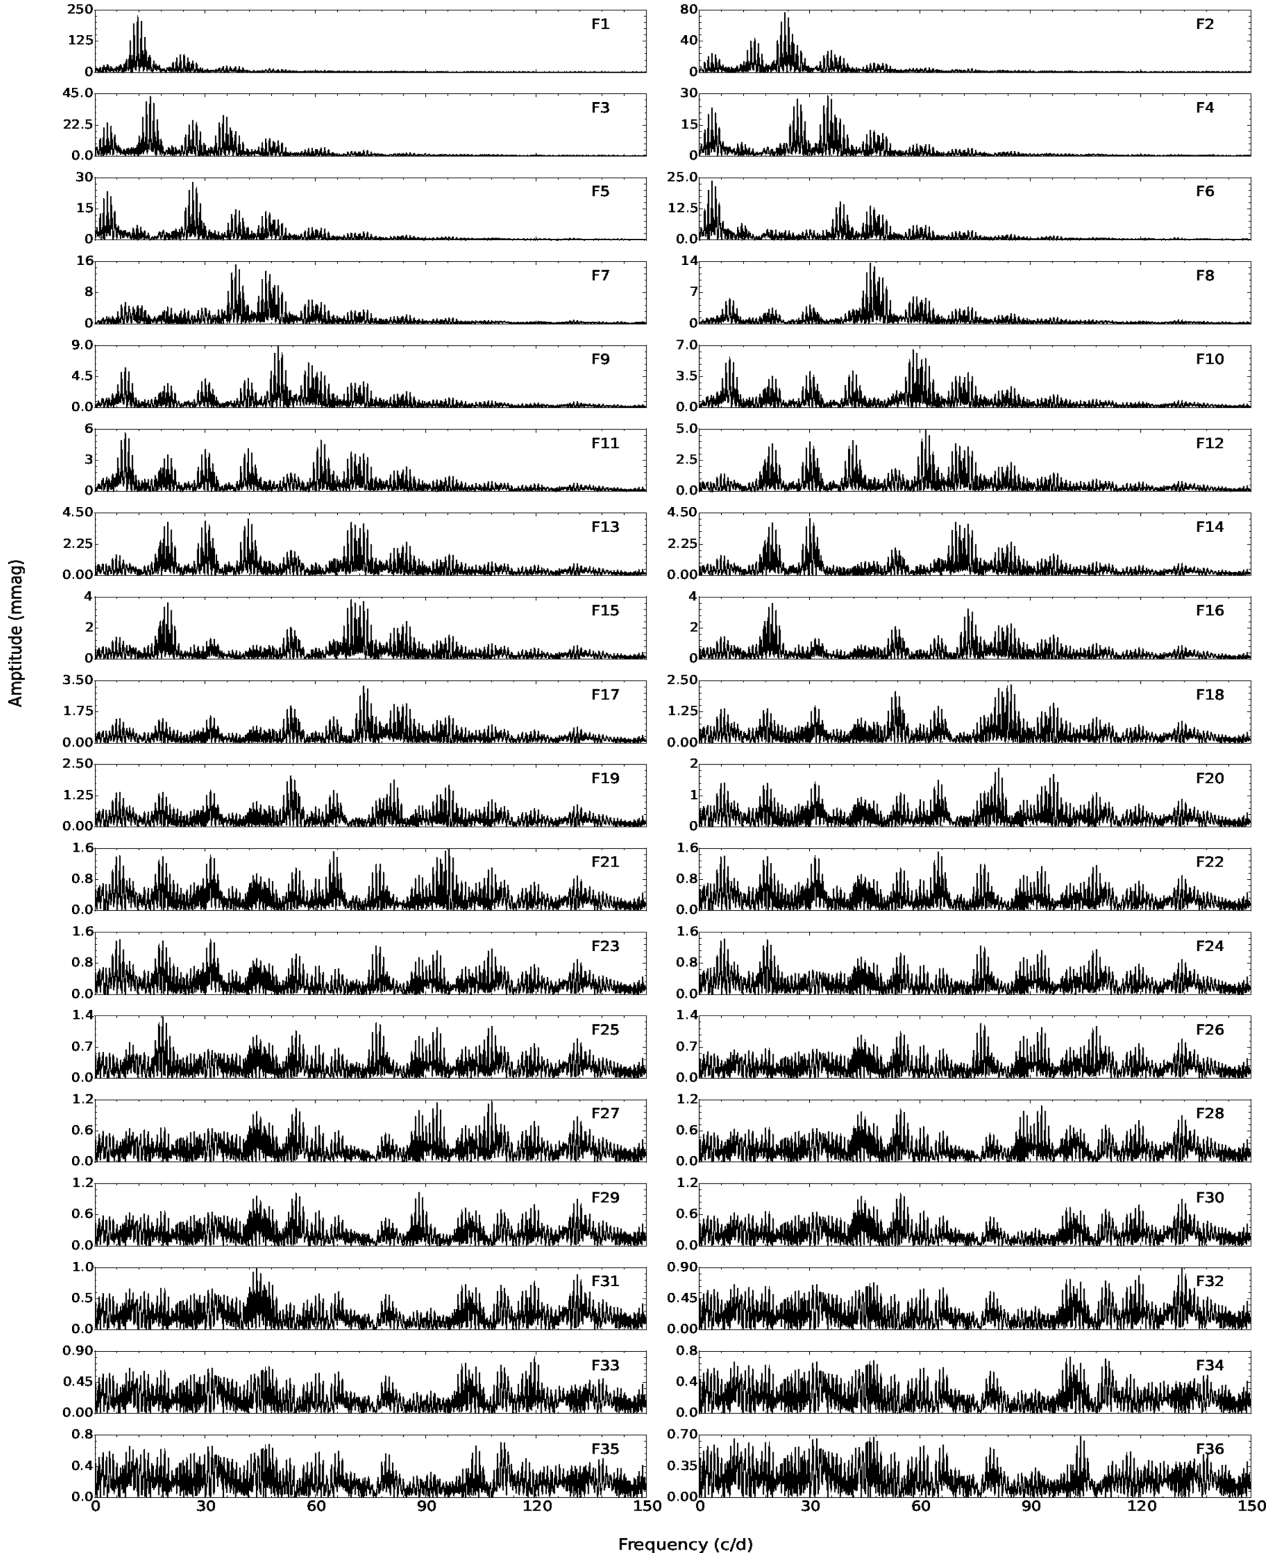 250
125
0
F1
80
40
0
F2
45.0
22.5
0.0
F3
30
15
0
F4
30
15
0
F5
25.0
12.5
0.0
F6
16
8
0
F7
14
7
0
F8
9.0
4.5
0.0
F9
7.0
3.5
0.0
F10
6
3
0
F11
5.0
2.5
0.0
F12
4.50
2.25
0.00
F13
4.50
2.25
0.00
F14
4
2
0
F15
4
2
0
F16
3.50
1.75
0.00
F17
2.50
1.25
0.00
F18
2.50
1.25
0.00
F19
2
1
0
F20
1.6
0.8
0.0
F21
1.6
0.8
0.0
F22
1.6
0.8
0.0
F23
1.6
0.8
0.0
F24
1.4
0.7
0.0
F25
1.4
0.7
0.0
F26
1.2
0.6
0.0
F27
1.2
0.6
0.0
F28
1.2
0.6
0.0
F29
1.2
0.6
0.0
F30
1.0
0.5
0.0
F31
0.90
0.45
0.00
F32
0.90
0.45
0.00
F33
0.8
0.4
0.0
F34
0.8
0.4
0.0
F35
0.70
0.35
0.00
F36
0 30 60 90 120 150
0 30 60 90 120 150
Amptitude (mmag)
Frequency (c/d)